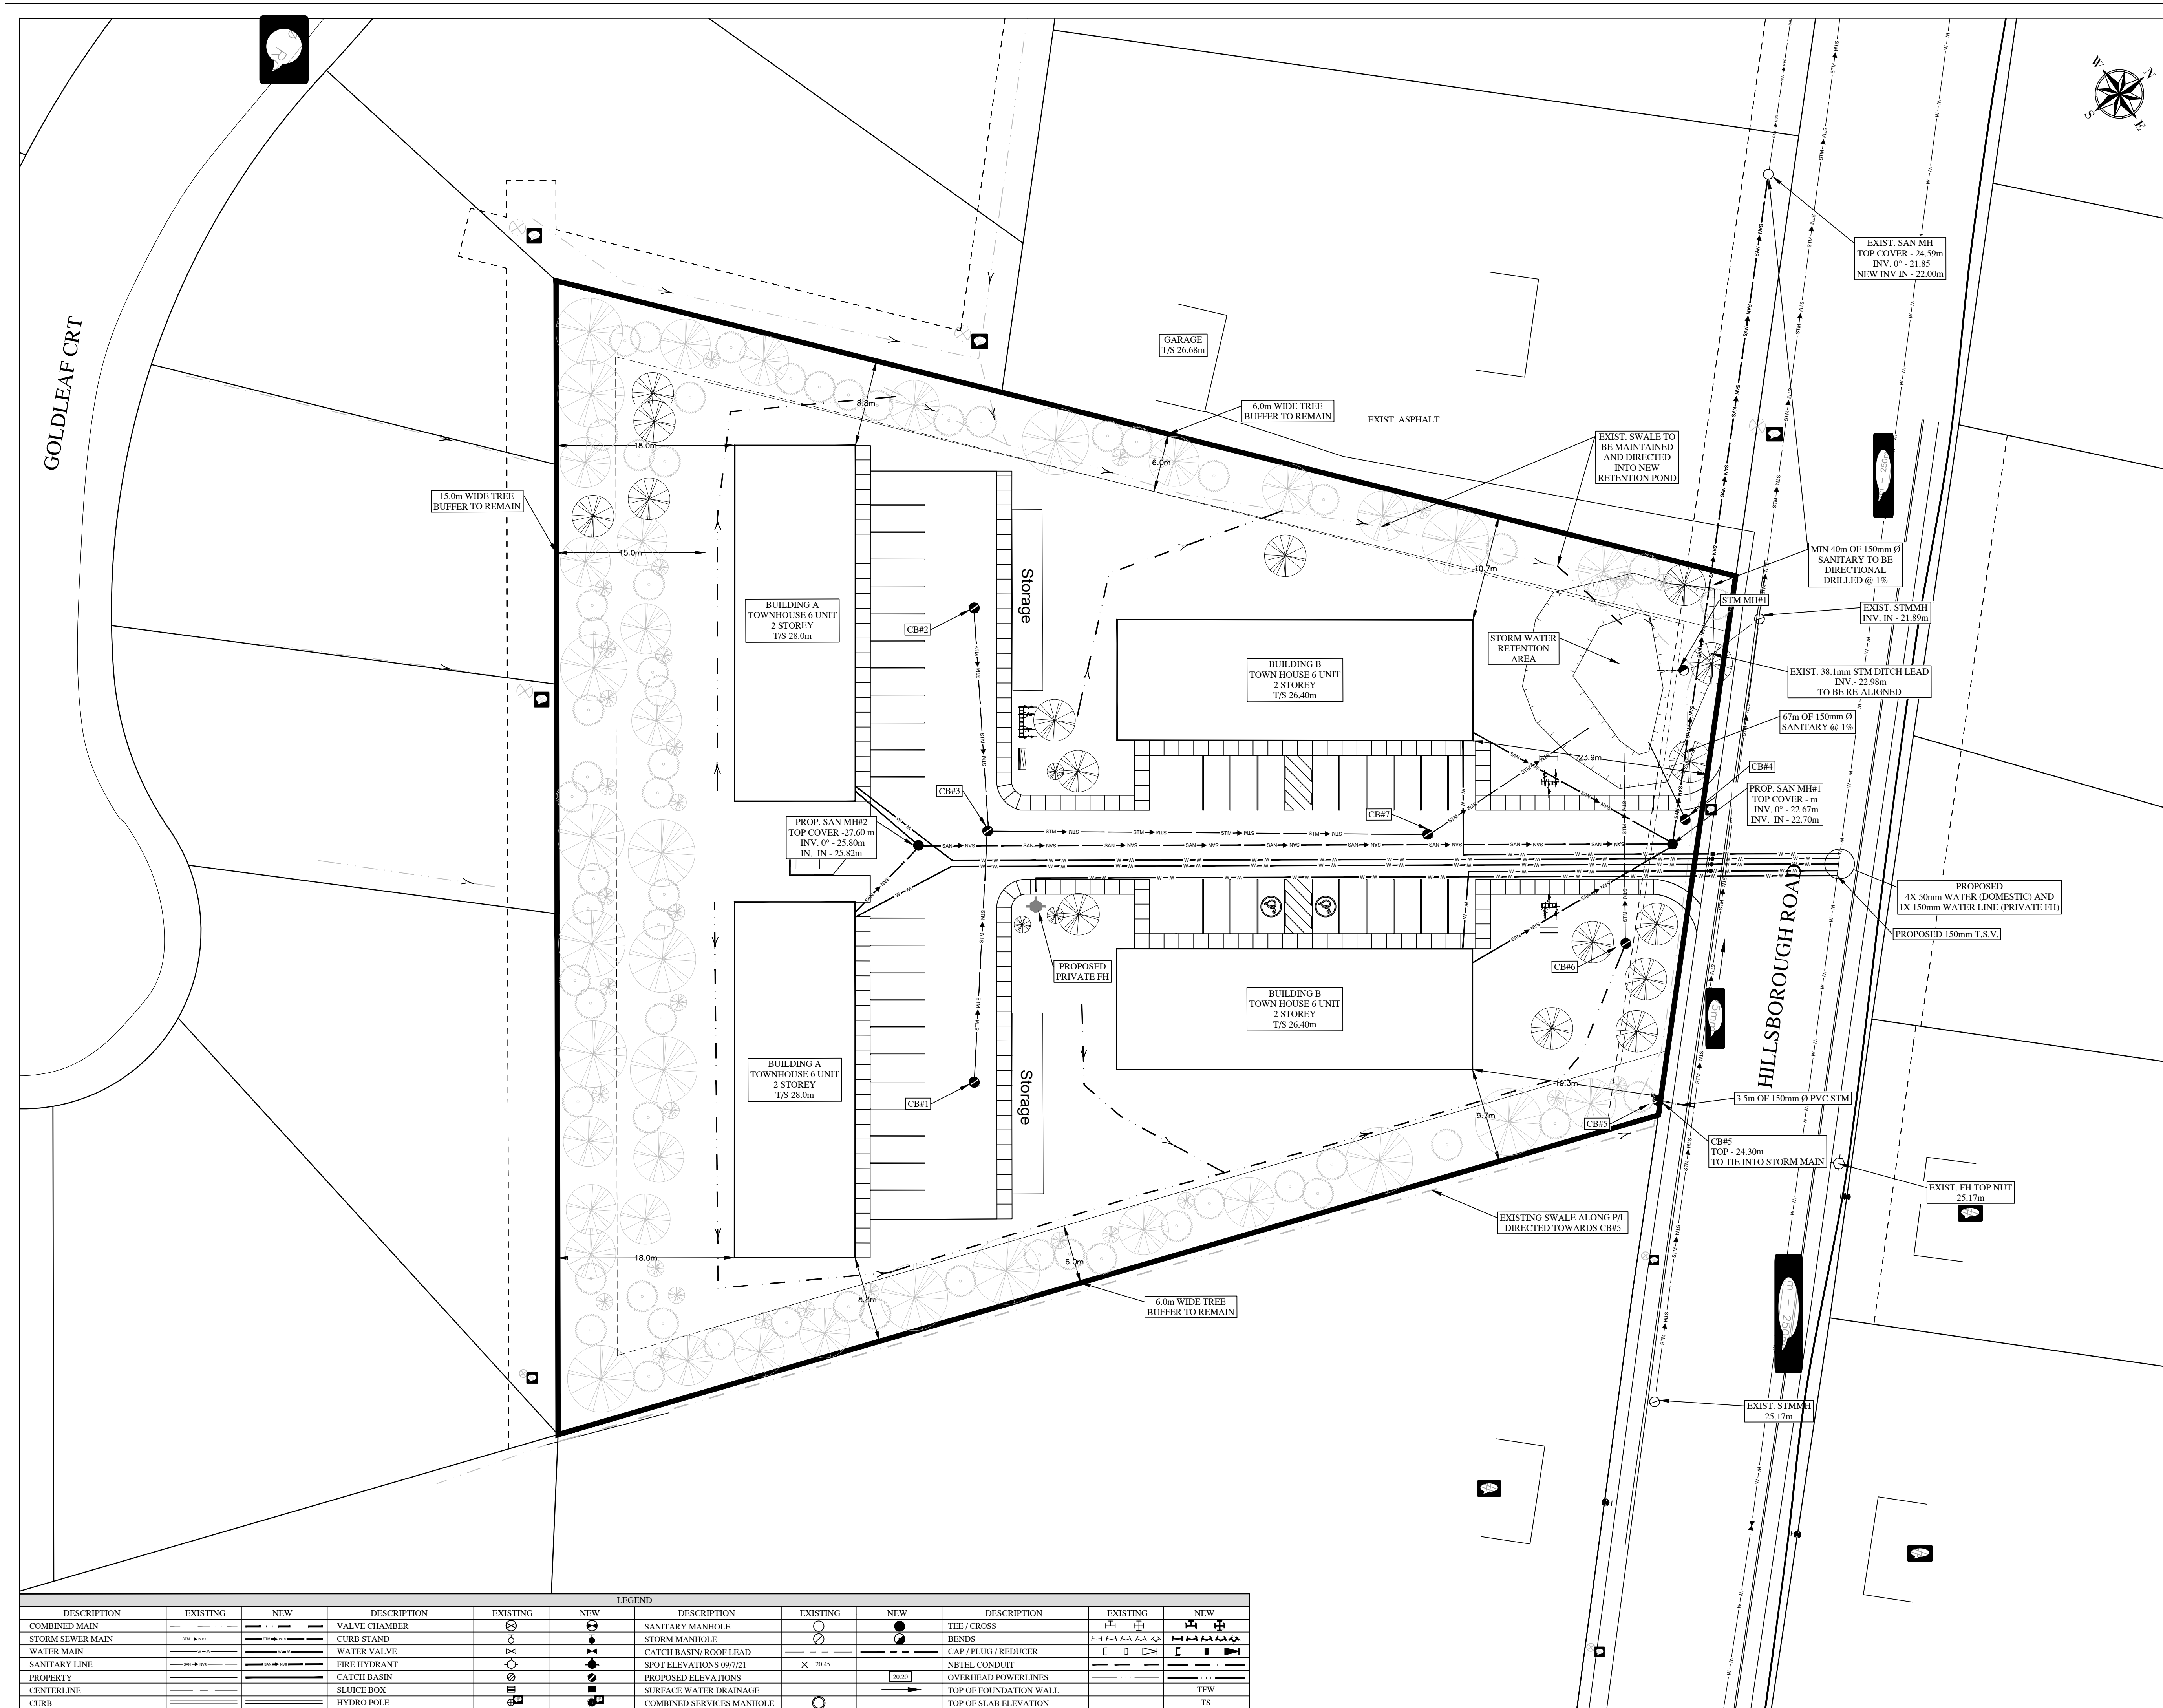 GOLDLEAF CRT
W
N
S
E
EXIST. SAN MH
TOP COVER - 24.59m
INV. 0° - 21.85
NEW INV IN - 22.00m
GARAGE
T/S 26.68m
6.0m WIDE TREE
BUFFER TO REMAIN
EXIST. ASPHALT
EXIST. SWALE TO
BE MAINTAINED
AND DIRECTED
INTO NEW
RETENTION POND
8.8m
18.0m
6.0m
15.0m WIDE TREE
BUFFER TO REMAIN
15.0m
10.7m
MIN 40m OF 150mm Ø
SANITARY TO BE
DIRECTIONAL
DRILLED @ 1%
STM MH#1
EXIST. STMMH
INV. IN - 21.89m
BUILDING A
TOWNHOUSE 6 UNIT
2 STOREY
T/S 28.0m
CB#2
Storage
STORM WATER
RETENTION
AREA
BUILDING B
TOWN HOUSE 6 UNIT
2 STOREY
T/S 26.40m
EXIST. 38.1mm STM DITCH LEAD
INV.- 22.98m
TO BE RE-ALIGNED
67m OF 150mm Ø
SANITARY @ 1%
23.9m
CB#4
CB#3
CB#7
PROP. SAN MH#1
TOP COVER - m
INV. 0° - 22.67m
INV. IN - 22.70m
PROP. SAN MH#2
TOP COVER -27.60 m
INV. 0° - 25.80m
IN. IN - 25.82m
PROPOSED
4X 50mm WATER (DOMESTIC) AND
1X 150mm WATER LINE (PRIVATE FH)
PROPOSED 150mm T.S.V.
HILLSBOROUGH ROAD
PROPOSED
PRIVATE FH
CB#6
BUILDING B
TOWN HOUSE 6 UNIT
2 STOREY
T/S 26.40m
BUILDING A
TOWNHOUSE 6 UNIT
2 STOREY
T/S 28.0m
CB#1
Storage
19.3m
9.7m
3.5m OF 150mm Ø PVC STM
CB#5
CB#5
TOP - 24.30m
TO TIE INTO STORM MAIN
EXIST. FH TOP NUT
25.17m
EXISTING SWALE ALONG P/L
DIRECTED TOWARDS CB#5
18.0m
6.0m
8.8m
6.0m WIDE TREE
BUFFER TO REMAIN
EXIST. STMMH
25.17m
LEGEND
DESCRIPTION EXISTING NEW DESCRIPTION EXISTING NEW DESCRIPTION EXISTING NEW DESCRIPTION EXISTING NEW
COMBINED MAIN VALVE CHAMBER SANITARY MANHOLE TEE / CROSS
STORM SEWER MAIN STM STM CURB STAND STORM MANHOLE BENDS
WATER MAIN W W WATER VALVE CATCH BASIN/ ROOF LEAD CAP / PLUG / REDUCER
SANITARY LINE SAN SAN FIRE HYDRANT SPOT ELEVATIONS 09/7/21 20.45 NBTEL CONDUIT
PROPERTY CATCH BASIN PROPOSED ELEVATIONS 20.20 OVERHEAD POWERLINES
CENTERLINE SLUICE BOX SURFACE WATER DRAINAGE TOP OF FOUNDATION WALL TFW
CURB HYDRO POLE COMBINED SERVICES MANHOLE TOP OF SLAB ELEVATION TS